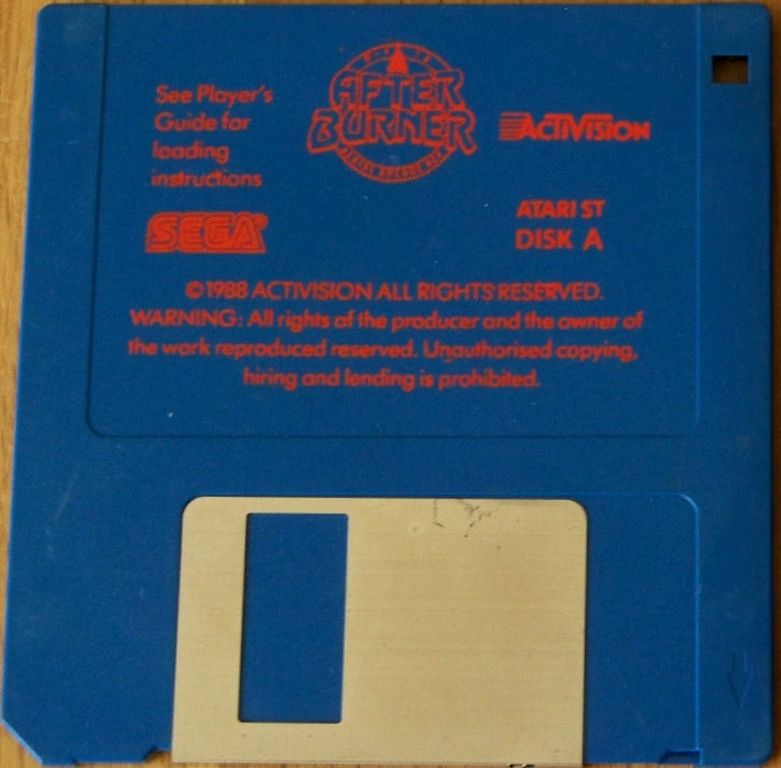 See Player's
Guide for
loading
instructions
AFTER
BURNER
ACTIVISION
SEGA®
ATARI ST
DISK A
©1988 ACTIVISION ALL RIGHTS RESERVED.
WARNING: All rights of the producer and the owner of
the work reproduced reserved. Unauthorised copying,
hiring and lending is prohibited.